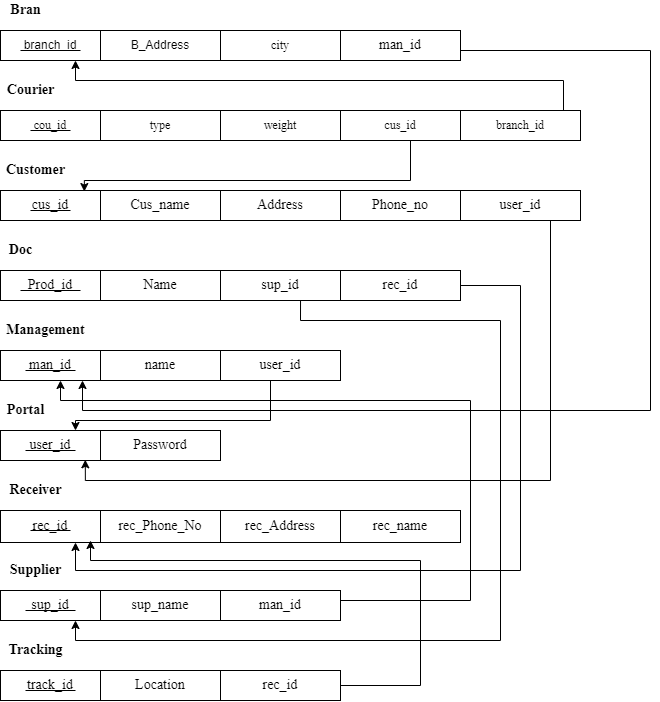 Bran
branch_id B_Address city man_id
Courier
cou_id type weight cus_id branch_id
Customer
cus_id Cus_name Address Phone_no user_id
Doc
Prod_id Name sup_id rec_id
Management
man_id name user_id
Portal
user_id Password
Receiver
rec_id rec_Phone_No rec_Address rec_name
Supplier
sup_id sup_name man_id
Tracking
track_id Location rec_id